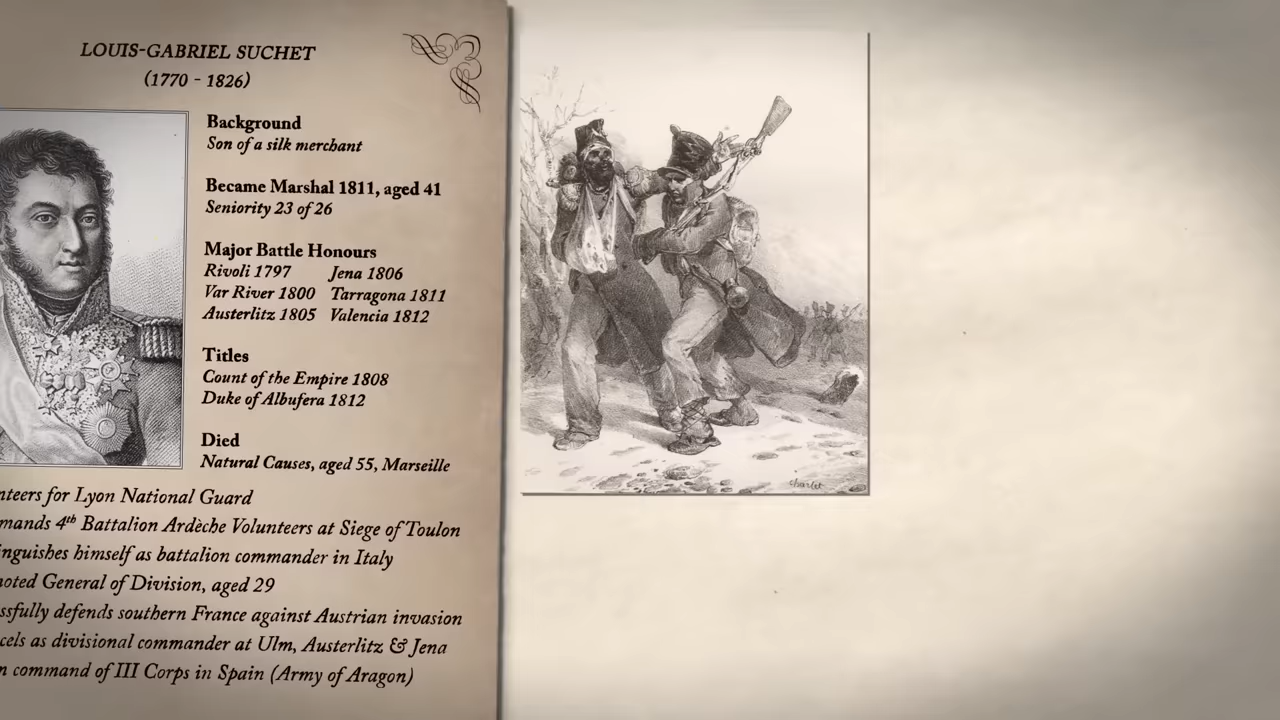 LOUIS-GABRIEL SUCHET
(1770 - 1826)
Background
Son of a silk merchant
Became Marshal 1811, aged 41
Seniority 23 of 26
Major Battle Honours
Rivoli 1797 Jena 1806
Var River 1800 Tarragona 1811
Austerlitz 1805 Valencia 1812
Titles
Count of the Empire 1808
Duke of Albufera 1812
Died
Natural Causes, aged 55, Marseille
nteers for Lyon National Guard
mands 4th Battalion Ardèche Volunteers at Siege of Toulon
inguishes himself as battalion commander in Italy
noted General of Division, aged 29
ssfully defends southern France against Austrian invasion
cels as divisional commander at Ulm, Austerlitz & Jena
n command of III Corps in Spain (Army of Aragon)
Charlet